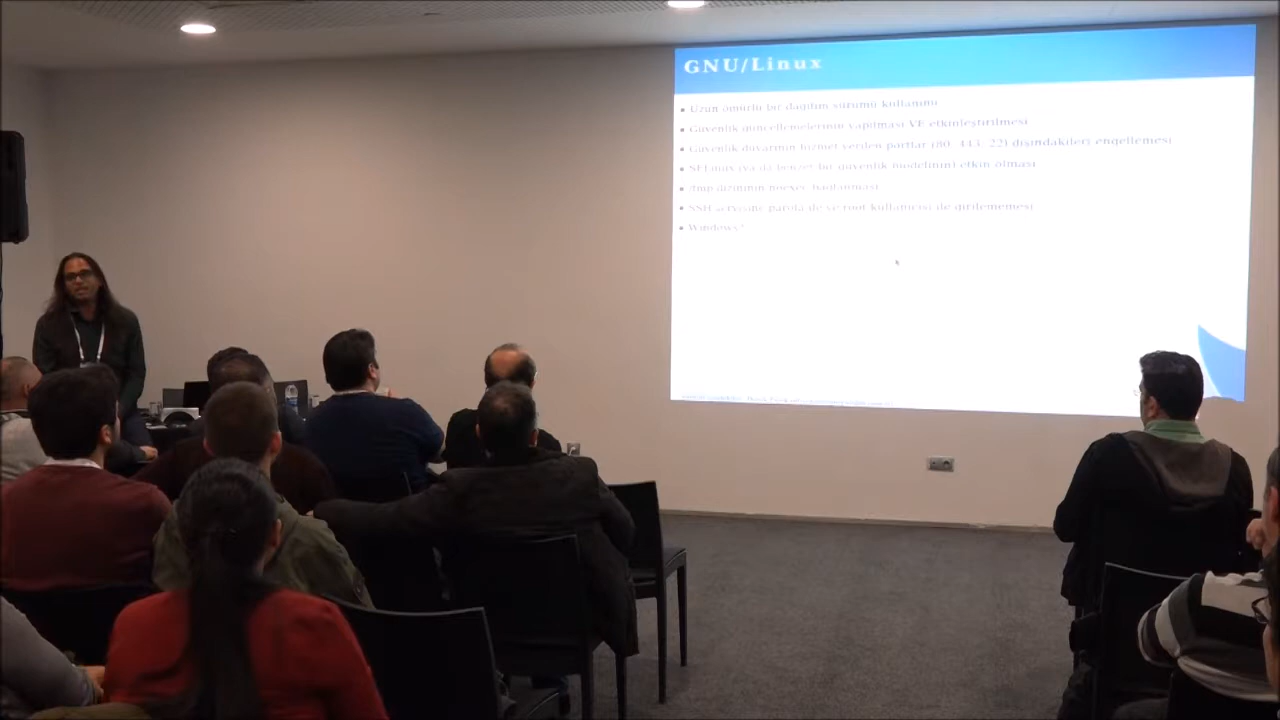 GNU/Linux
Uzun ömürlü bir dağıtım sürümü kullanımı
Güvenlik güncellemelerinin yapılması VE etkinleştirilmesi
Güvenlik duvarının hizmet verden portlar (80, 443, 22) dışındakileri engellemesi
SELinux (ya da benzer bir güvenlik modelinin) etkin olması
/tmp dizininin noexec bağlanması
SSH servisine parola ile ve root kullanıcısı ile girilememesi
Windows?